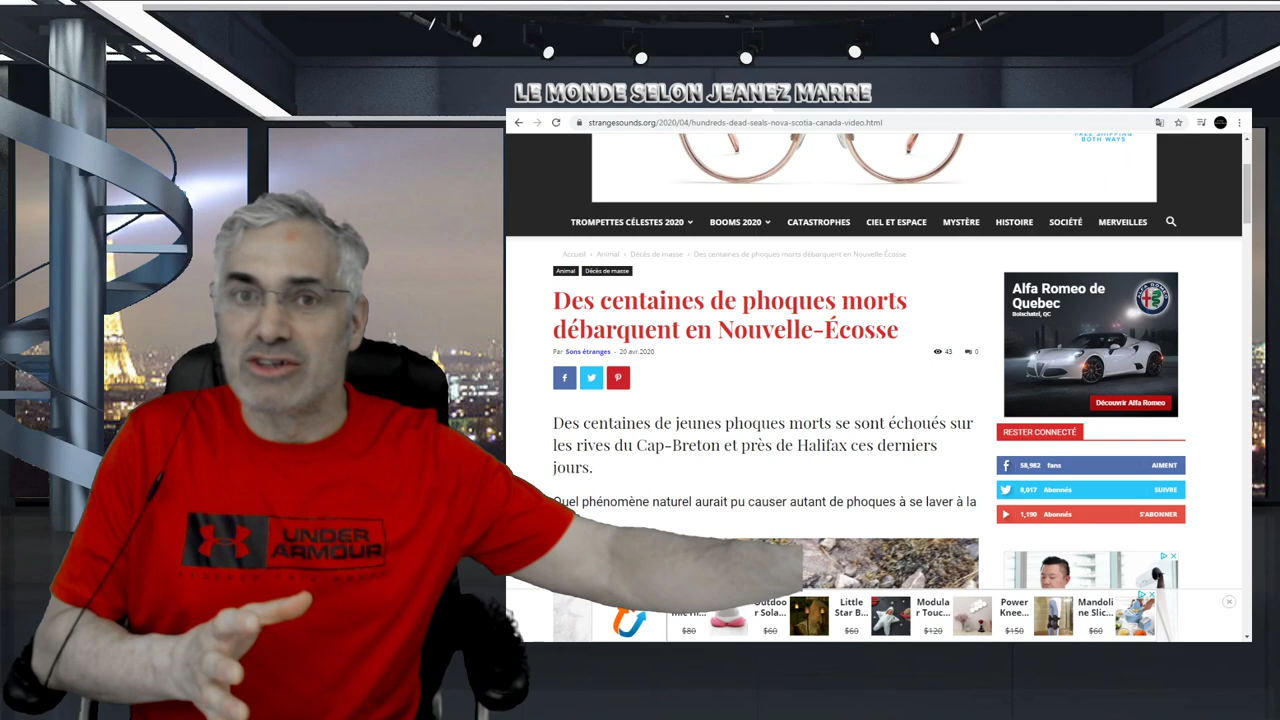 LE MONDE SELON JEANEZ MARRE
strangesounds.org/2020/04/hundreds-dead-seals-nova-scotia-canada-video.html
FREE SHIPPING
BOTH WAYS
TROMPETTES CÉLESTES 2020 BOOMS 2020 CATASTROPHES CIEL ET ESPACE MYSTÈRE HISTOIRE SOCIÉTÉ MERVEILLES
Accueil › Animal › Décès de masse › Des centaines de phoques morts débarquent en Nouvelle-Écosse
Animal Décès de masse
Des centaines de phoques morts
débarquent en Nouvelle-Écosse
Par Sons étranges - 20 avr.2020 43 0
Des centaines de jeunes phoques morts se sont échoués sur
les rives du Cap-Breton et près de Halifax ces derniers
jours.
Quel phénomène naturel aurait pu causer autant de phoques à se laver à la
Alfa Romeo de
Quebec
Boischatel, QC
Découvrir Alfa Romeo
RESTER CONNECTÉ
58,982 fans AIMENT
8,017 Abonnés SUIVRE
1,190 Abonnés S'ABONNER
UNDER
ARMOUR
Outdoo
r Sola...
$80
$60
Little
Star B...
$60
Modula
r Touc...
$120
Power
Knee...
$150
Mandoli
ne Slic...
$60